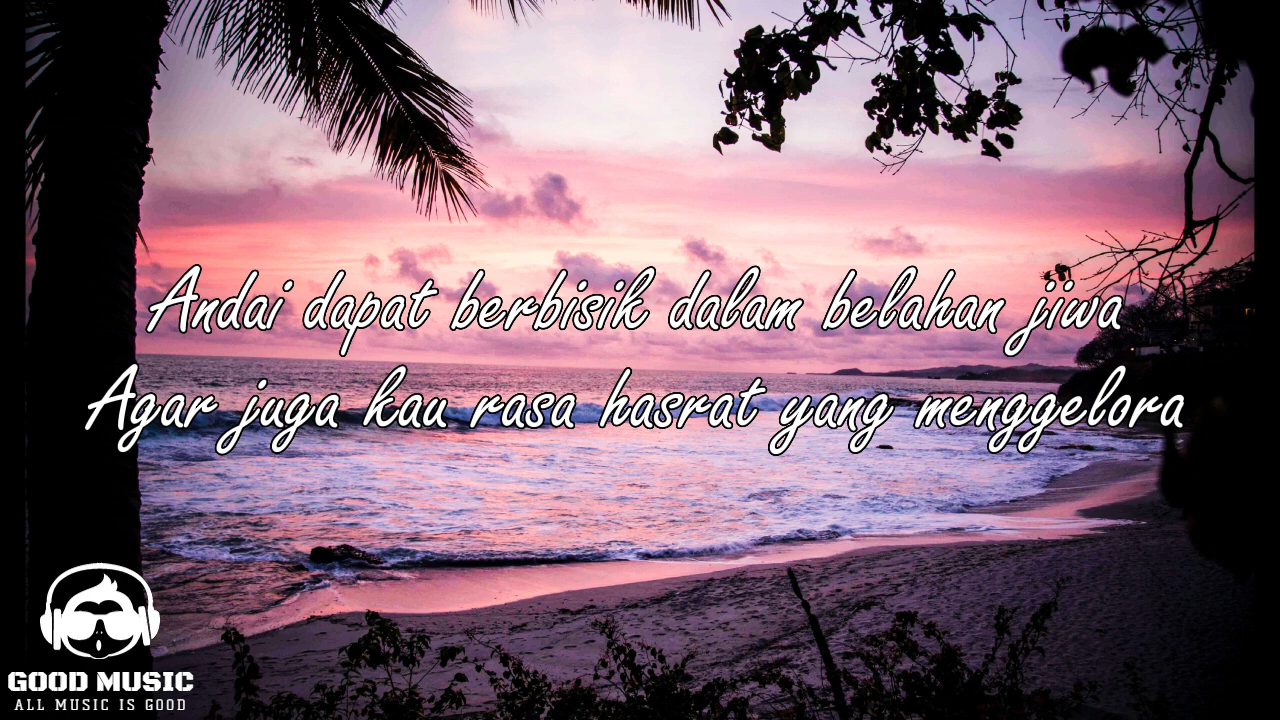 Andai dapat berbisik dalam belahan jiwa
Agar juga kau rasa hasrat yang menggelora
GOOD MUSIC
ALL MUSIC IS GOOD